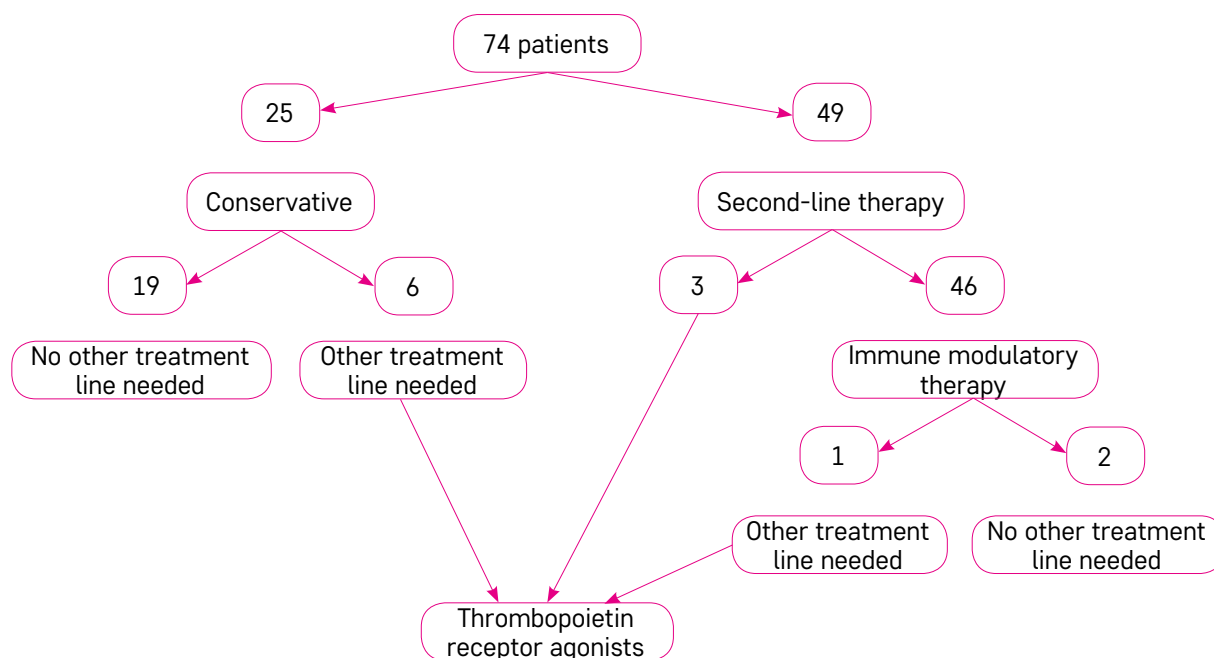 74 patients
25
49
Conservative
Second-line therapy
19
6
3
46
No other treatment
line needed
Other treatment
line needed
Immune modulatory
therapy
1
2
Other treatment
line needed
No other treatment
line needed
Thrombopoietin
receptor agonists